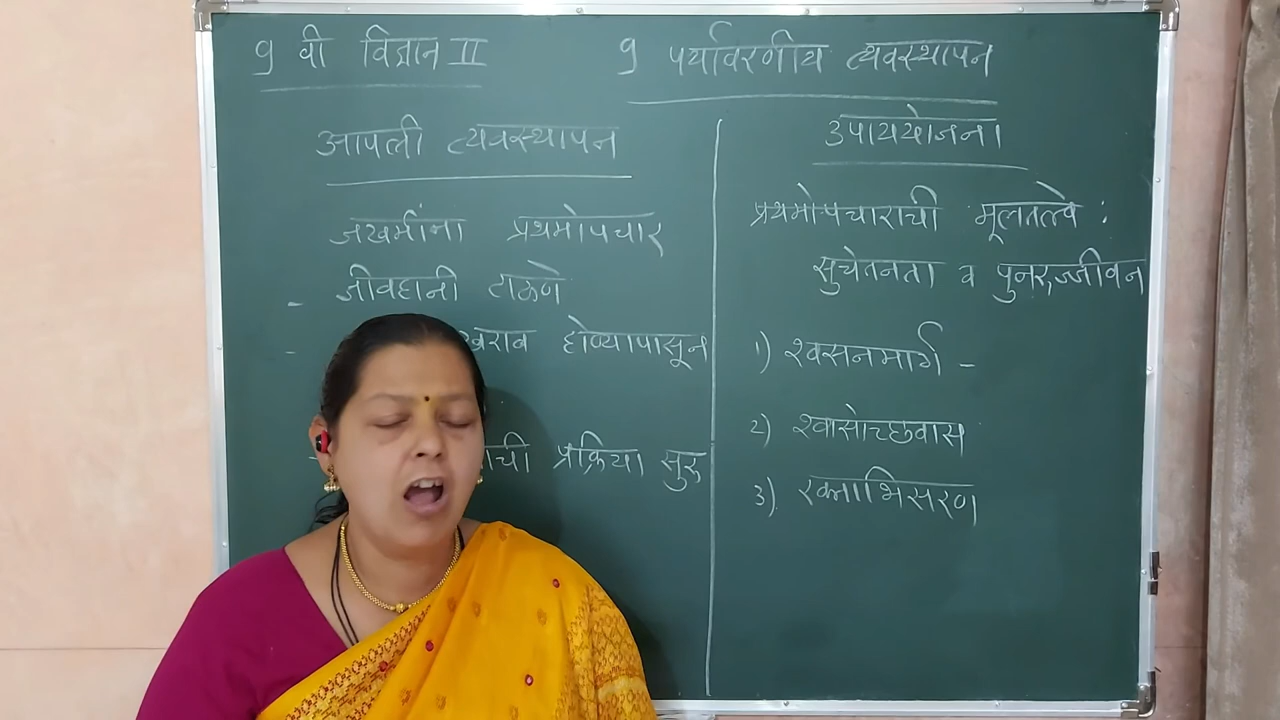 9 वी विज्ञान II
9 पर्यावरणीय व्यवस्थापन
आपत्ती व्यवस्थापन
जखमींना प्रथमोपचार
- जीवहानी टाळणे
- खराब होण्यापासून
- ची प्रक्रिया सुरु
उपाययोजना
प्रथमोपचाराची मूलतत्वे :
सुचेतनता व पुनरुज्जीवन
1) श्वसनमार्ग -
2) श्वासोच्छवास
3) रक्ताभिसरण